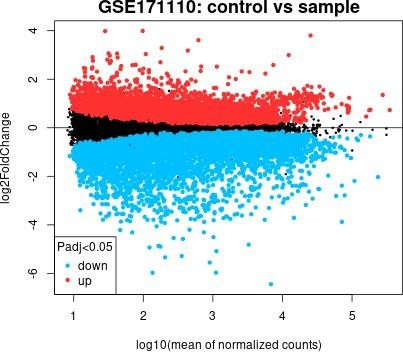 GSE171110: control vs sample
log2FoldChange
4
2
0
-2
-4
-6
Padj<0.05
down
up
1 2 3 4 5
log10(mean of normalized counts)